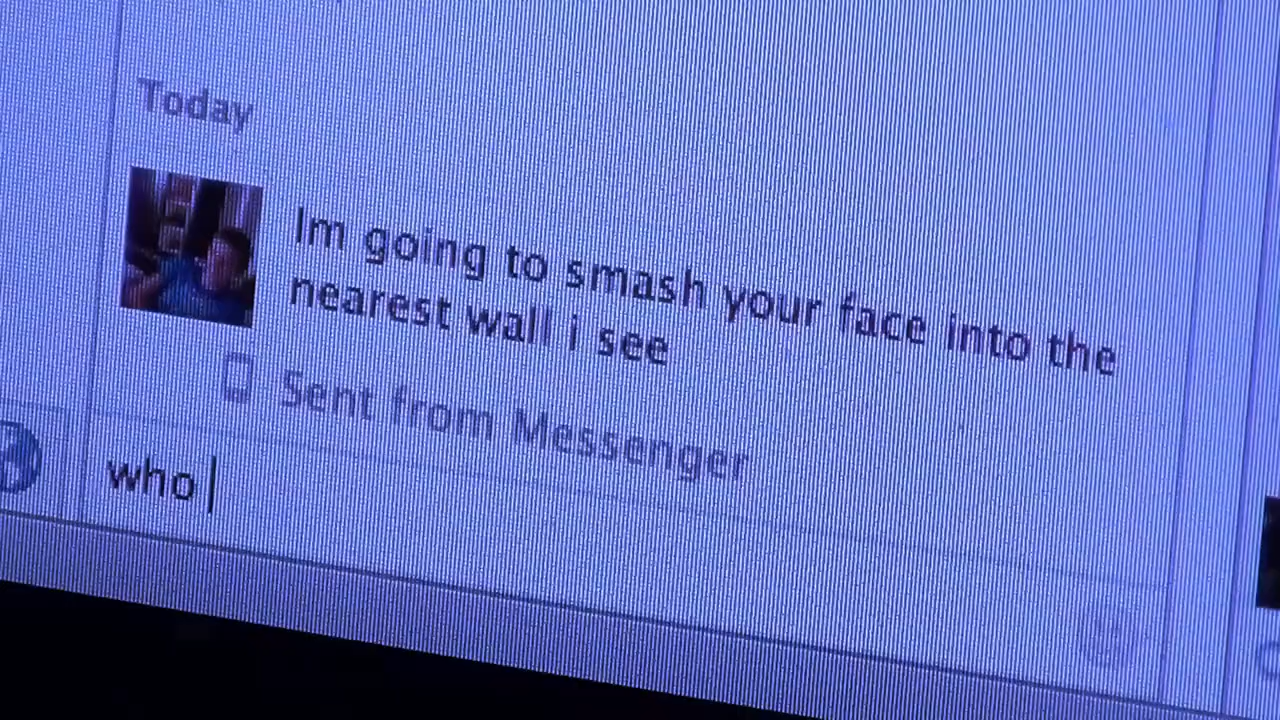 Today
Im going to smash your face into the
nearest wall i see
Sent from Messenger
who